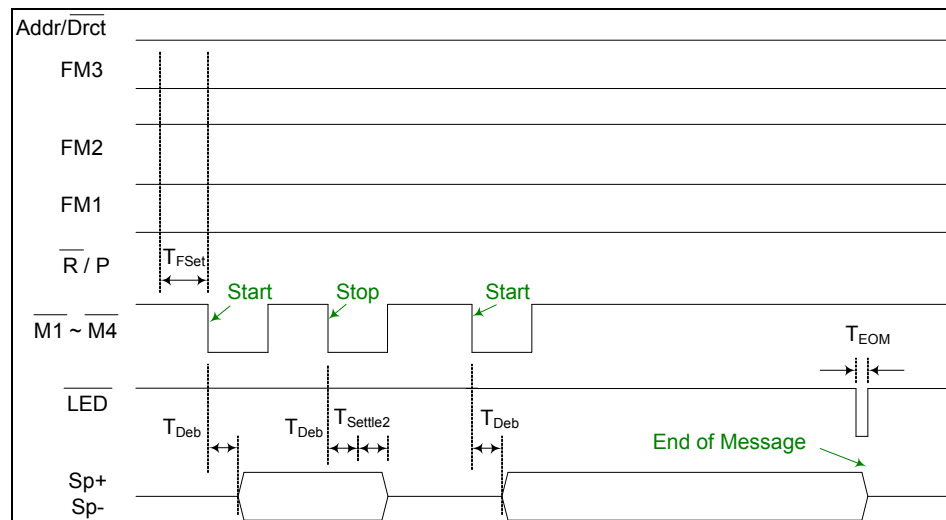 Addr/Drct
FM3
FM2
FM1
R / P
TFSet
Start Stop Start
M1 ~ M4
TEOM
LED
TDeb TDeb TSettle2 TDeb
End of Message
Sp+
Sp-